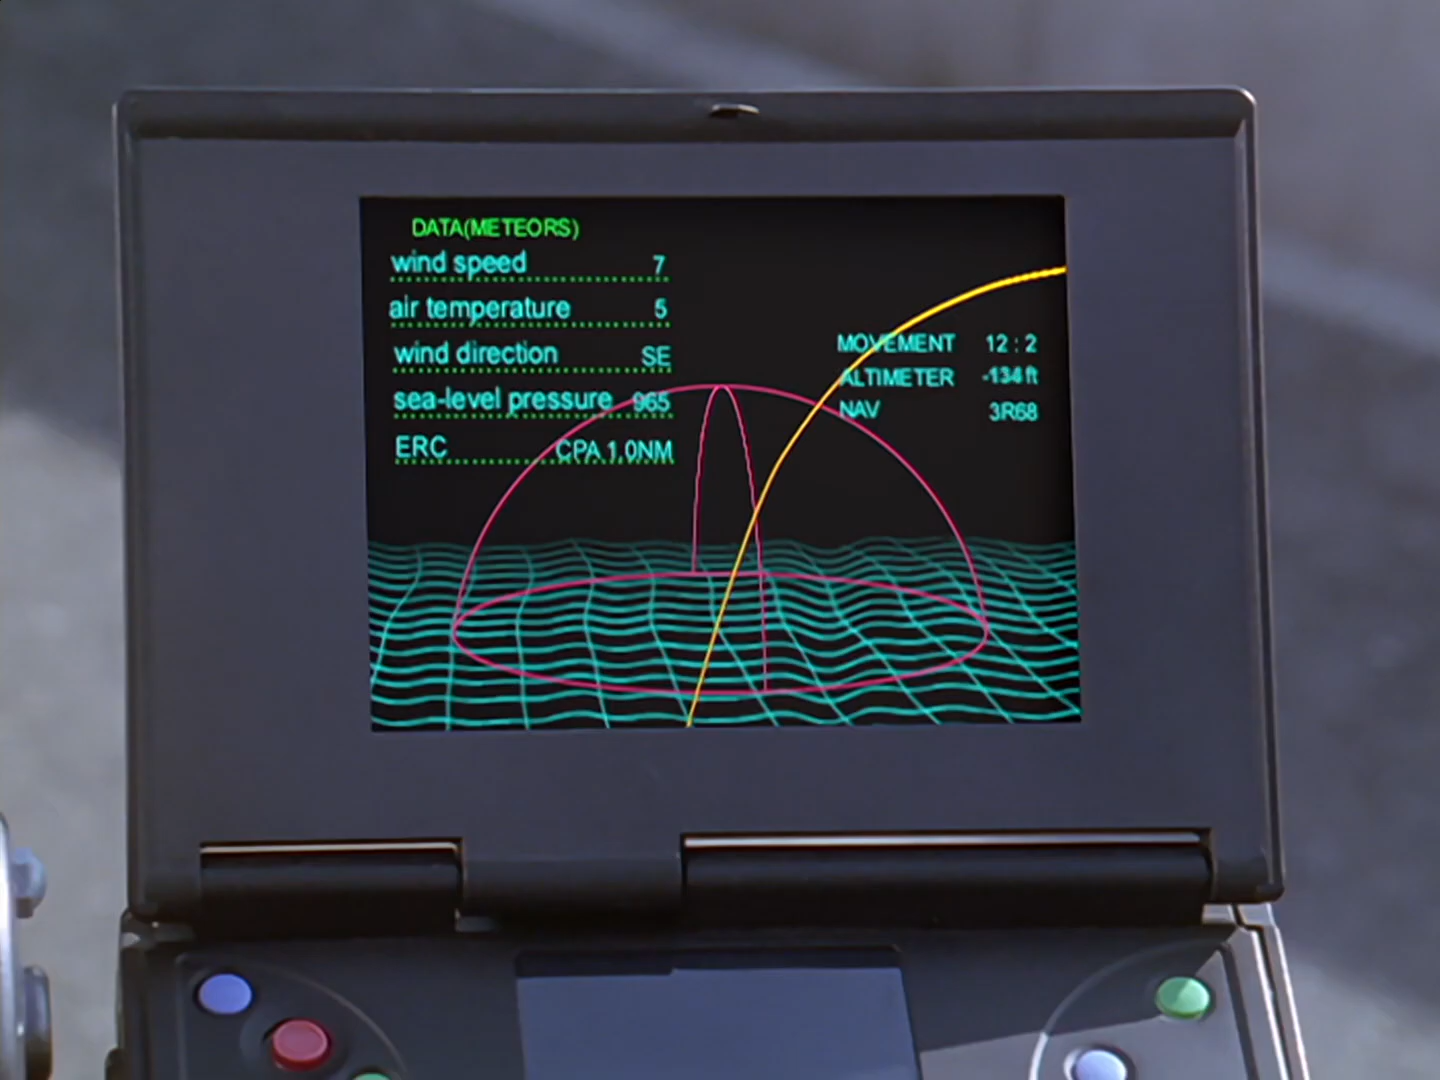 DATA(METEORS)
wind speed 7
air temperature 5
wind direction SE
sea-level pressure 965
ERC CPA 1.0NM
MOVEMENT 12 : 2
ALTIMETER -134 ft
NAV 3R68